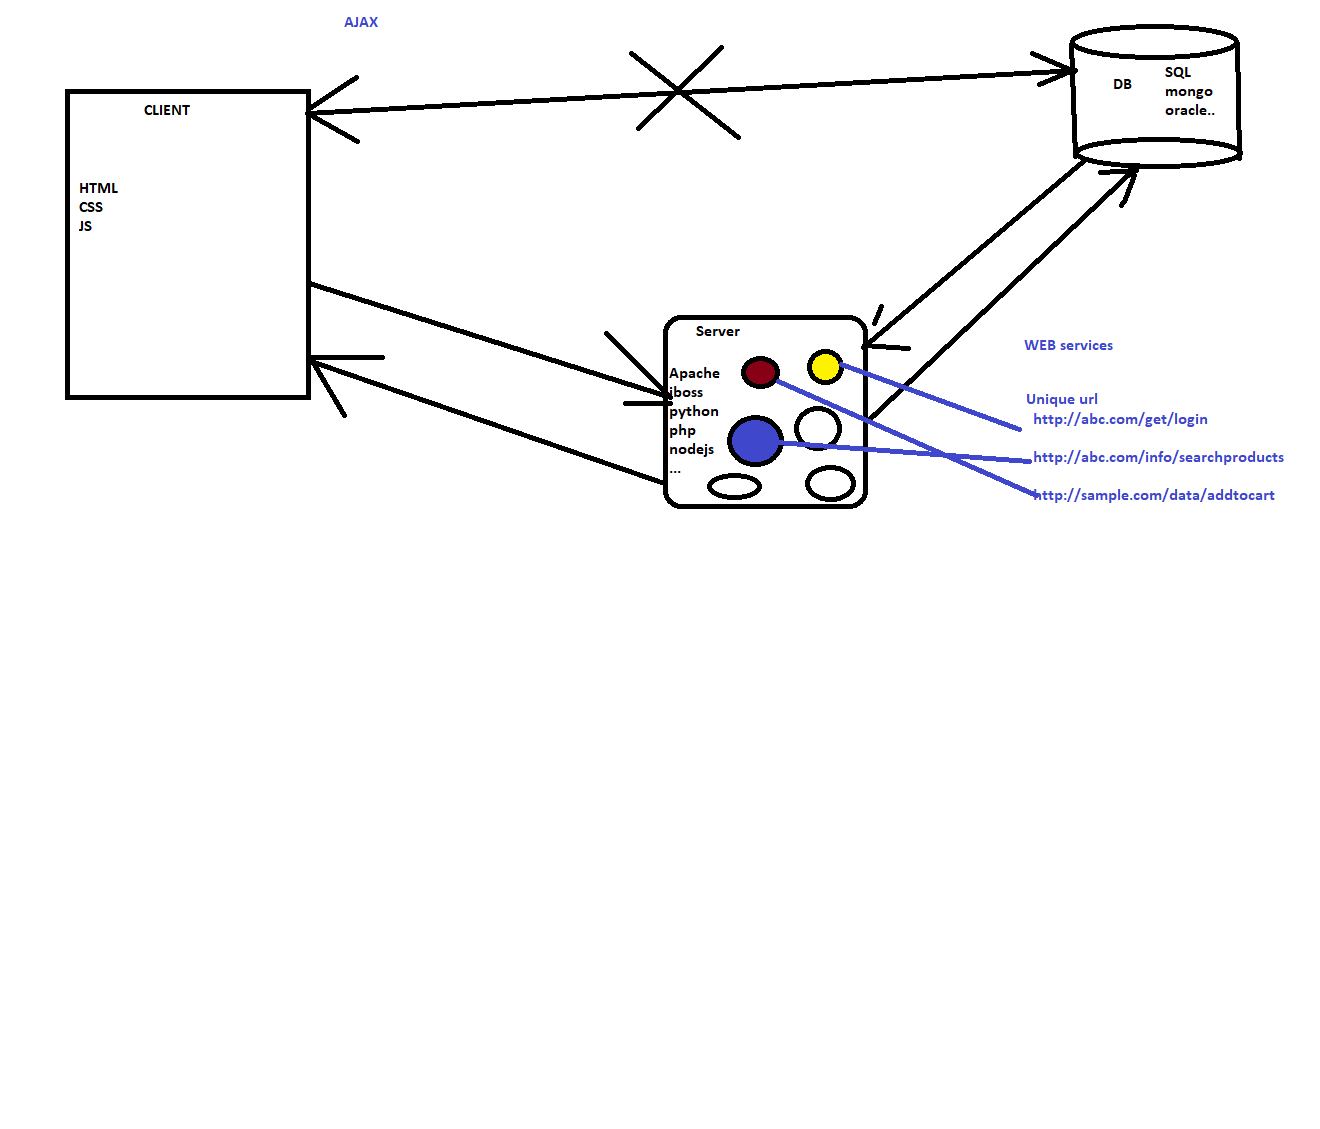 AJAX
CLIENT
HTML
CSS
JS
DB
SQL
mongo
oracle..
Server
Apache
jboss
python
php
nodejs
...
WEB services
Unique url
http://abc.com/get/login
http://abc.com/info/searchproducts
http://sample.com/data/addtocart